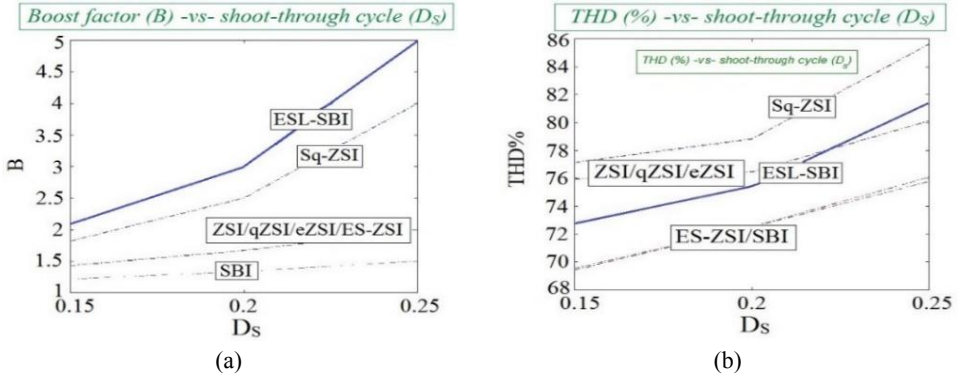 Boost factor (B) -vs- shoot-through cycle (Ds)
5
4.5
4
3.5
3
2.5
2
1.5
1
B
ESL-SBI
Sq-ZSI
ZSI/qZSI/eZSI/ES-ZSI
SBI
0.15
0.2
0.25
Ds
(a)
THD (%) -vs- shoot-through cycle (Ds)
86
84
82
80
78
76
74
72
70
68
THD%
THD (%) -vs- shoot-through cycle (Ds)
Sq-ZSI
ZSI/qZSI/eZSI
ESL-SBI
ES-ZSI/SBI
0.15
0.2
0.25
Ds
(b)